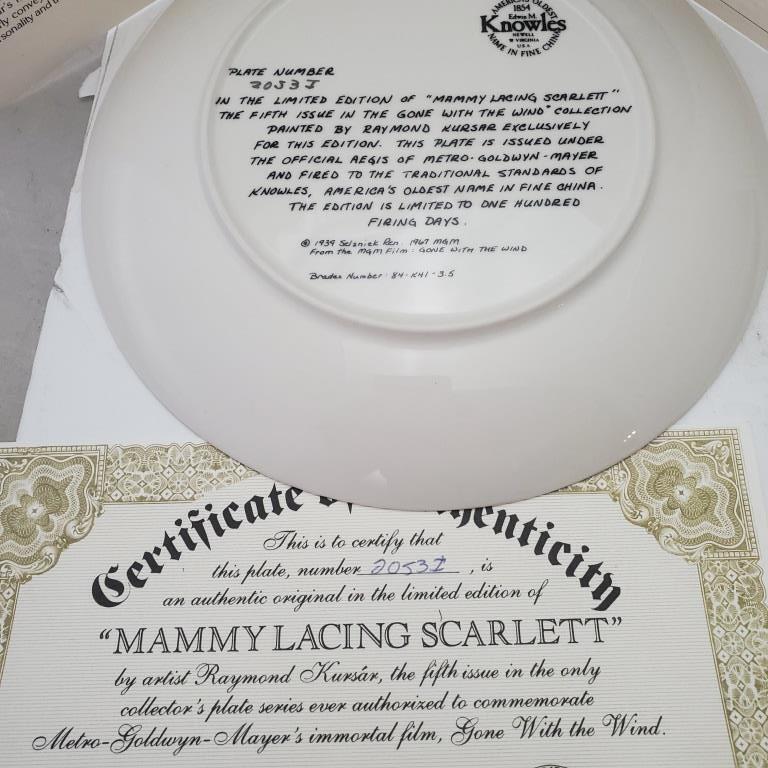 AMERICA'S OLDEST
1854
Edwin M.
Knowles
NEWELL
W VIRGINIA
U.S.A.
NAME IN FINE CHINA
PLATE NUMBER
2053I
IN THE LIMITED EDITION OF "MAMMY LACING SCARLETT"
THE FIFTH ISSUE IN THE GONE WITH THE WIND® COLLECTION
PAINTED BY RAYMOND KURSAR EXCLUSIVELY
FOR THIS EDITION. THIS PLATE IS ISSUED UNDER
THE OFFICIAL AEGIS OF METRO-GOLDWYN-MAYER
AND FIRED TO THE TRADITIONAL STANDARDS OF
KNOWLES, AMERICA'S OLDEST NAME IN FINE CHINA.
THE EDITION IS LIMITED TO ONE HUNDRED
FIRING DAYS.
© 1939 Selznick Ren. 1967 MGM
From the MGM Film: GONE WITH THE WIND
Bradex Number: 84-K41-3.5
Certificate of Authenticity
This is to certify that
this plate, number 2053I, is
an authentic original in the limited edition of
"MAMMY LACING SCARLETT"
by artist Raymond Kursár, the fifth issue in the only
collector's plate series ever authorized to commemorate
Metro-Goldwyn-Mayer's immortal film, Gone With the Wind.